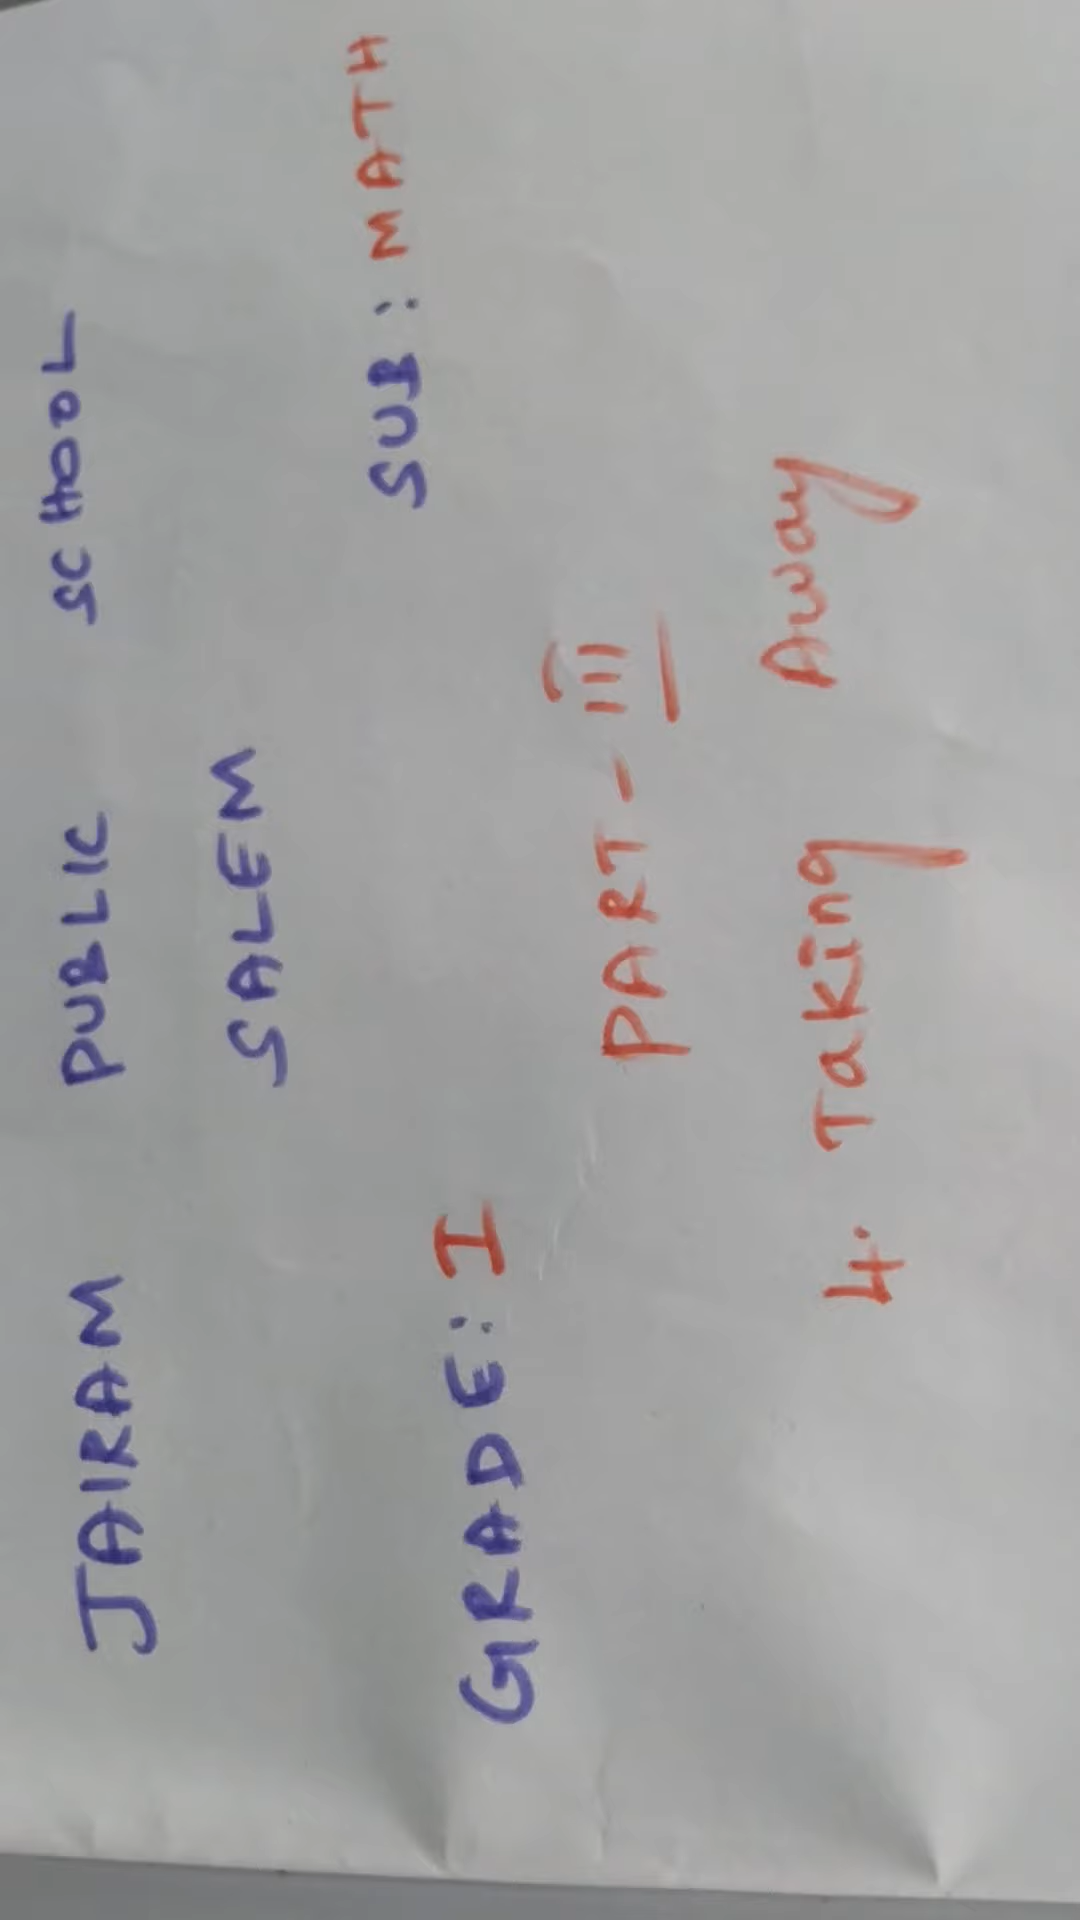 JAIRAM PUBLIC SCHOOL
SALEM
GRADE: I SUB: MATH
PART - III
4. Taking Away